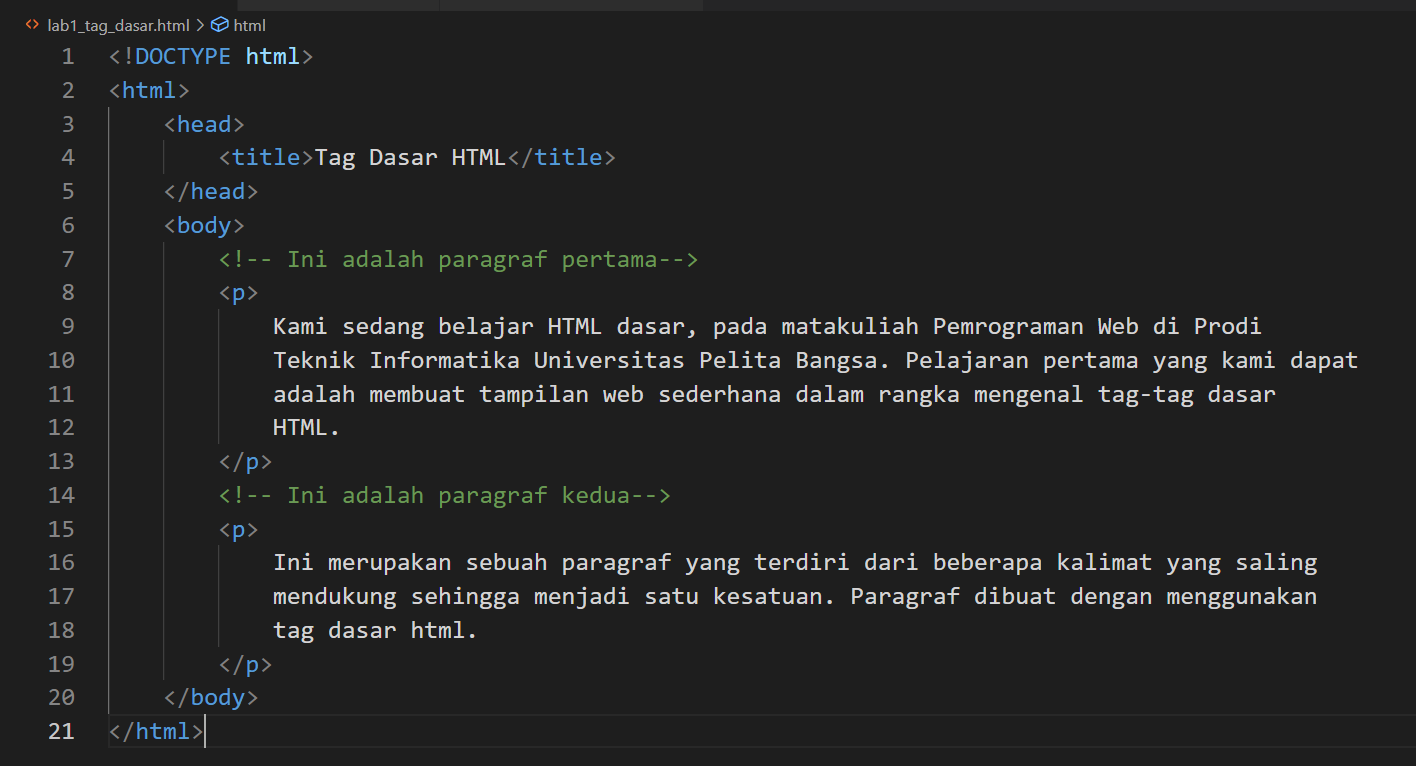 lab1_tag_dasar.html > html
1 <!DOCTYPE html>
2 <html>
3 <head>
4 <title>Tag Dasar HTML</title>
5 </head>
6 <body>
7 <!-- Ini adalah paragraf pertama-->
8 <p>
9 Kami sedang belajar HTML dasar, pada matakuliah Pemrograman Web di Prodi
10 Teknik Informatika Universitas Pelita Bangsa. Pelajaran pertama yang kami dapat
11 adalah membuat tampilan web sederhana dalam rangka mengenal tag-tag dasar
12 HTML.
13 </p>
14 <!-- Ini adalah paragraf kedua-->
15 <p>
16 Ini merupakan sebuah paragraf yang terdiri dari beberapa kalimat yang saling
17 mendukung sehingga menjadi satu kesatuan. Paragraf dibuat dengan menggunakan
18 tag dasar html.
19 </p>
20 </body>
21 </html>